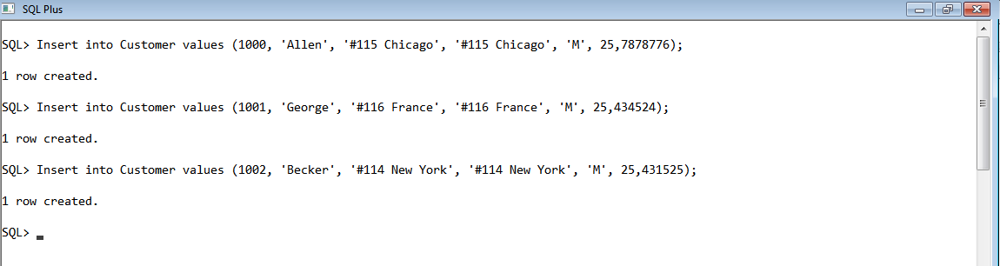 SQL Plus
SQL> Insert into Customer values (1000, 'Allen', '#115 Chicago', '#115 Chicago', 'M', 25,7878776);
1 row created.
SQL> Insert into Customer values (1001, 'George', '#116 France', '#116 France', 'M', 25,434524);
1 row created.
SQL> Insert into Customer values (1002, 'Becker', '#114 New York', '#114 New York', 'M', 25,431525);
1 row created.
SQL>